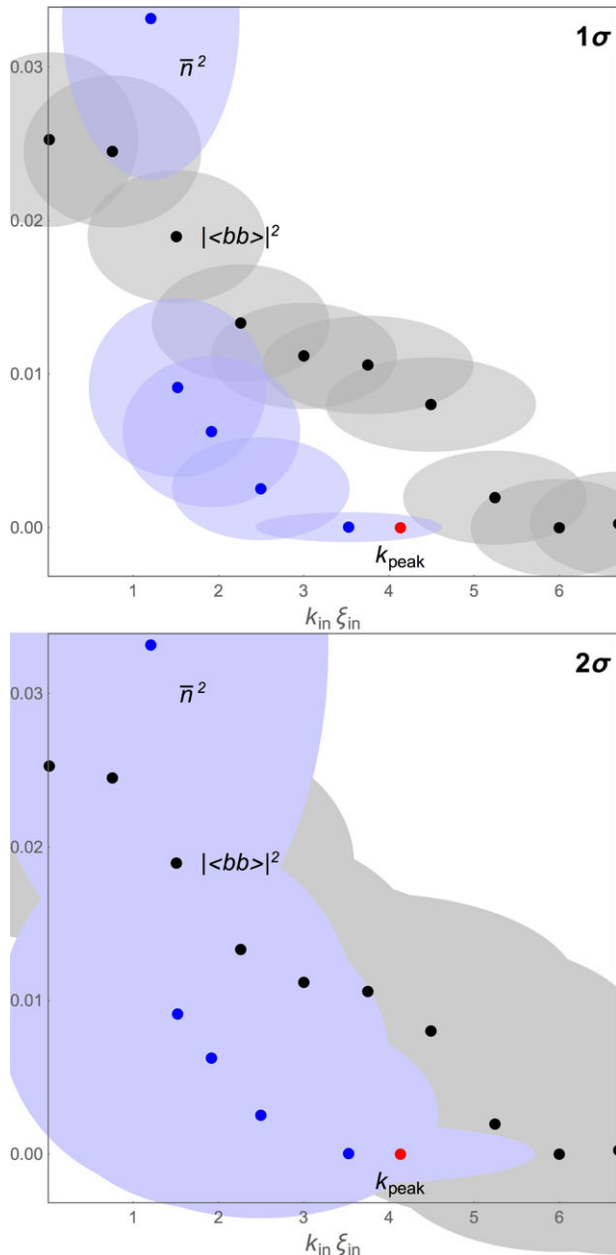 1σ
0.03
n̄ ²
0.02
|<bb>|²
0.01
0.00
k_peak
1 2 3 4 5 6
k_in ξ_in
2σ
0.03
n̄ ²
0.02
|<bb>|²
0.01
0.00
k_peak
1 2 3 4 5 6
k_in ξ_in